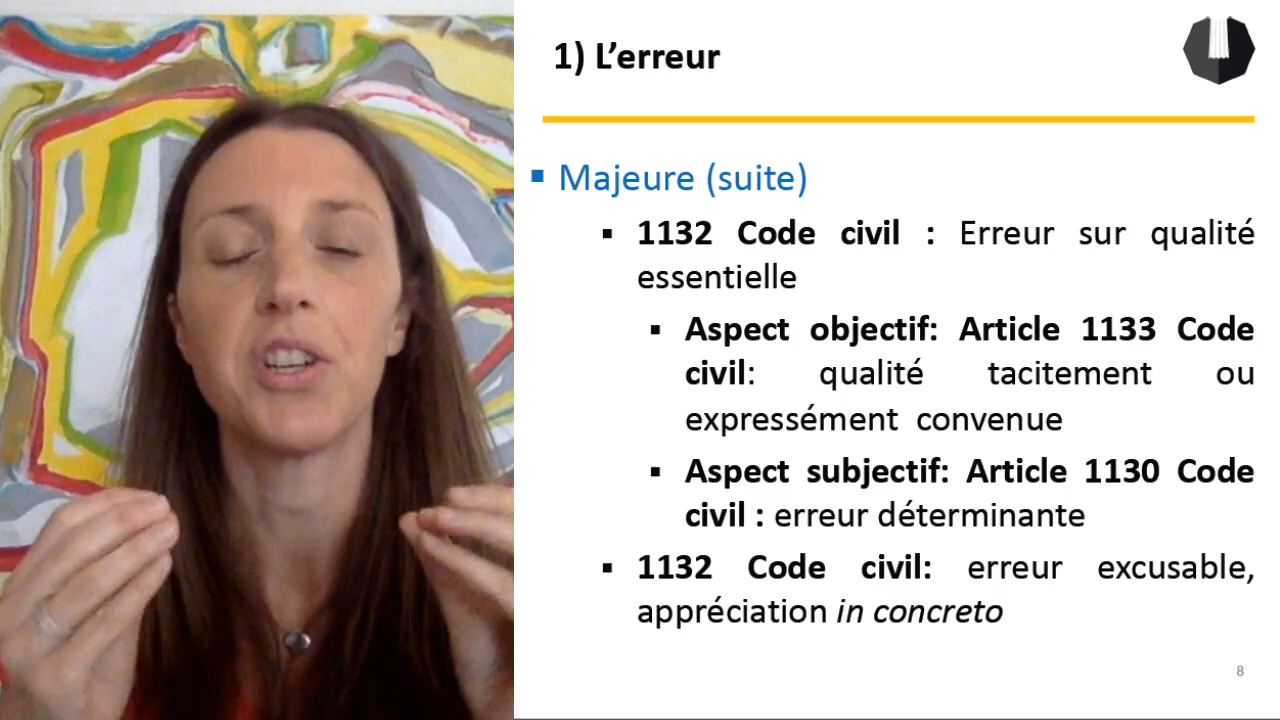 1) L’erreur
Majeure (suite)
1132 Code civil : Erreur sur qualité
essentielle
Aspect objectif: Article 1133 Code
civil: qualité tacitement ou
expressément convenue
Aspect subjectif: Article 1130 Code
civil : erreur déterminante
1132 Code civil: erreur excusable,
appréciation in concreto
8